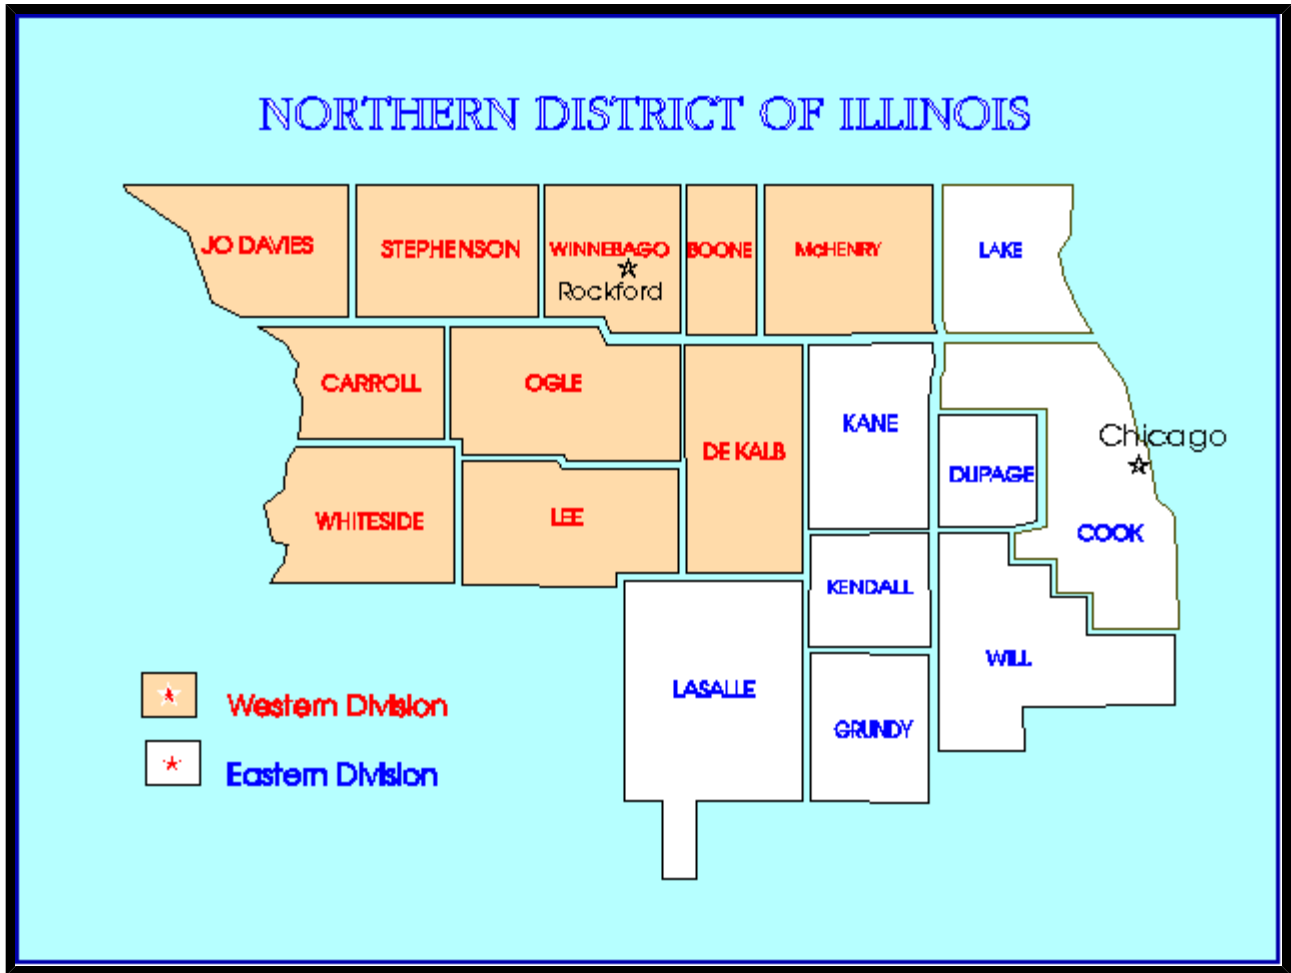 NORTHERN DISTRICT OF ILLINOIS
JO DAVIES
STEPHENSON
WINNEBAGO
Rockford
BOONE
McHENRY
LAKE
CARROLL
OGLE
DE KALB
KANE
Chicago
DUPAGE
COOK
WHITESIDE
LEE
KENDALL
WILL
LASALLE
GRUNDY
Western Division
Eastern Division